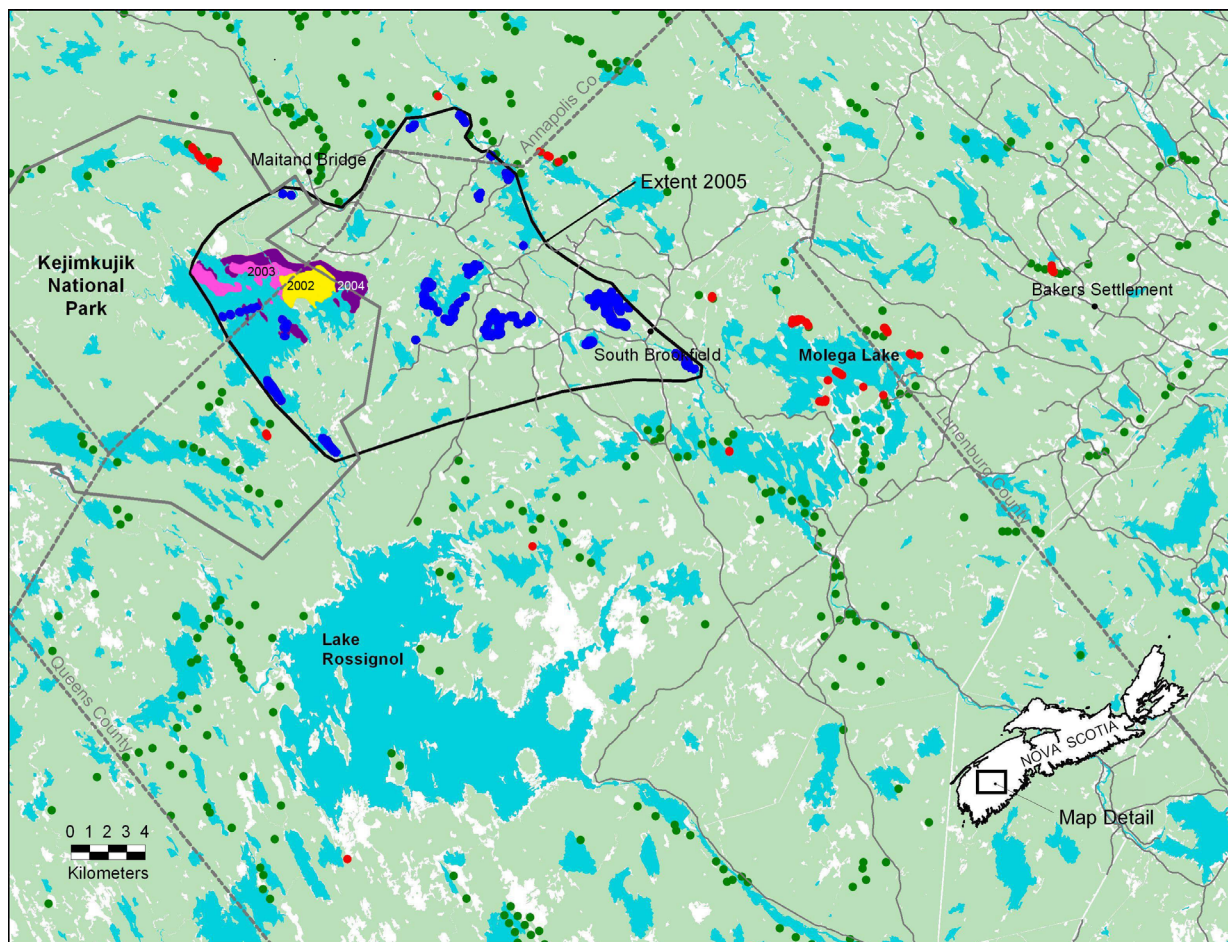 Annapolis Co
Maitand Bridge
Extent 2005
Kejimkujik
National
Park
2003
2002
2004
Bakers Settlement
South Brookfield
Molega Lake
Lunenburg County
Lake
Rossignol
Queens County
NOVA SCOTIA
Map Detail
0 1 2 3 4
Kilometers